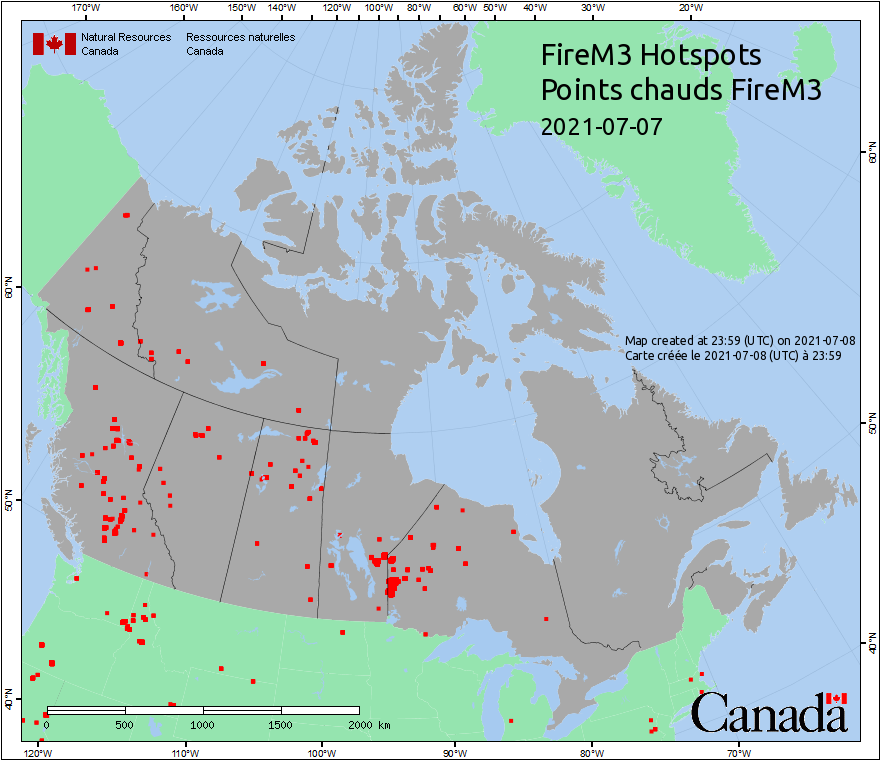 170°W 160°W 150°W 140°W 130°W 120°W 110°W 100°W 90°W 80°W 70°W 60°W 50°W 40°W 30°W 20°W
Natural Resources Ressources naturelles
Canada Canada
FireM3 Hotspots
Points chauds FireM3
2021-07-07
60°N
60°N
Map created at 23:59 (UTC) on 2021-07-08
Carte créée le 2021-07-08 (UTC) à 23:59
50°N
50°N
40°N
40°N
Canada
0 500 1000 1500 2000 km
120°W 110°W 100°W 90°W 80°W 70°W